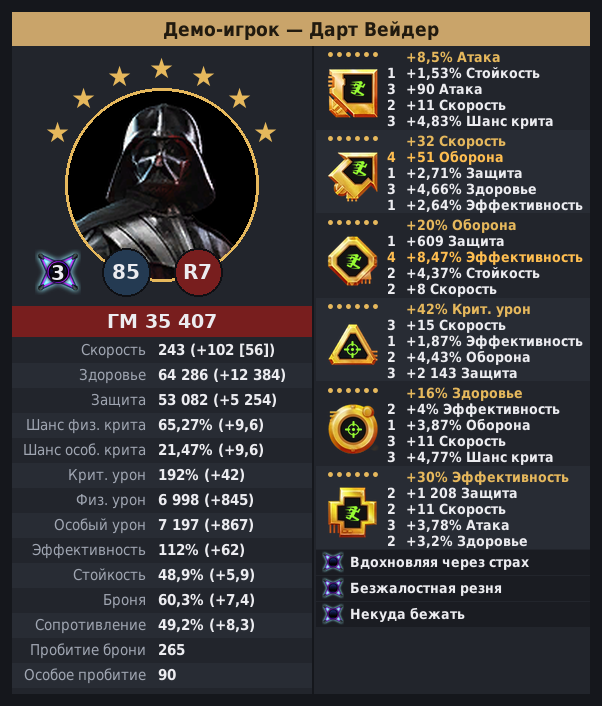 Демо-игрок — Дарт Вейдер
3
85
R7
ГМ 35 407
Скорость 243 (+102 [56])
Здоровье 64 286 (+12 384)
Защита 53 082 (+5 254)
Шанс физ. крита 65,27% (+9,6)
Шанс особ. крита 21,47% (+9,6)
Крит. урон 192% (+42)
Физ. урон 6 998 (+845)
Особый урон 7 197 (+867)
Эффективность 112% (+62)
Стойкость 48,9% (+5,9)
Броня 60,3% (+7,4)
Сопротивление 49,2% (+8,3)
Пробитие брони 265
Особое пробитие 90
+8,5% Атака
1 +1,53% Стойкость
3 +90 Атака
2 +11 Скорость
3 +4,83% Шанс крита
+32 Скорость
4 +51 Оборона
1 +2,71% Защита
3 +4,66% Здоровье
1 +2,64% Эффективность
+20% Оборона
1 +609 Защита
4 +8,47% Эффективность
2 +4,37% Стойкость
2 +8 Скорость
+42% Крит. урон
3 +15 Скорость
1 +1,87% Эффективность
2 +4,43% Оборона
3 +2 143 Защита
+16% Здоровье
2 +4% Эффективность
1 +3,87% Оборона
3 +11 Скорость
3 +4,77% Шанс крита
+30% Эффективность
2 +1 208 Защита
2 +11 Скорость
3 +3,78% Атака
2 +3,2% Здоровье
Вдохновляя через страх
Безжалостная резня
Некуда бежать